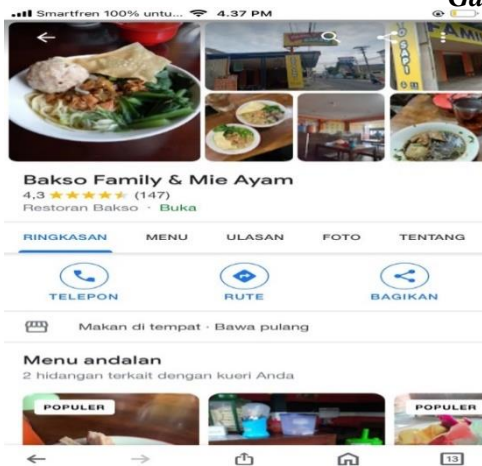 Smartfren 100% untu... 4.37 PM
O SAPI
FAMI
Bakso Family & Mie Ayam
4,3 (147)
Restoran Bakso · Buka
RINGKASAN MENU ULASAN FOTO TENTANG
TELEPON RUTE BAGIKAN
Makan di tempat · Bawa pulang
Menu andalan
2 hidangan terkait dengan kueri Anda
POPULER POPULER
13